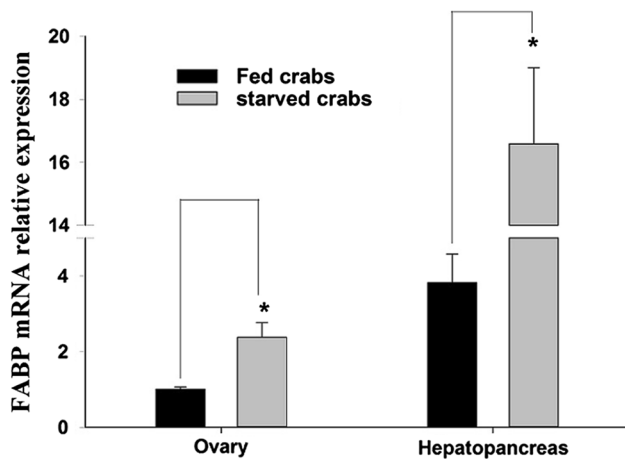 FABP mRNA relative expression
20
18
16
14
4
2
0
Fed crabs
starved crabs
*
*
Ovary
Hepatopancreas